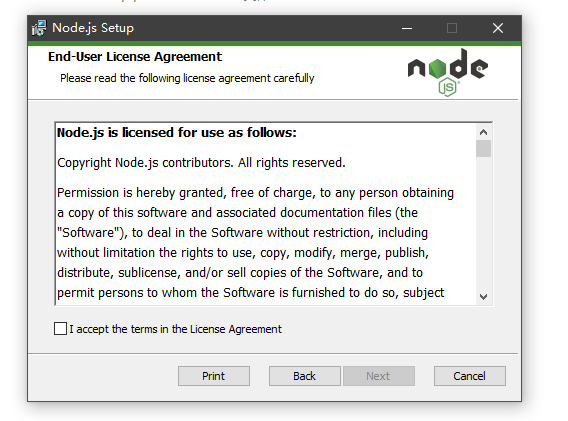 Node.js Setup
End-User License Agreement
Please read the following license agreement carefully
node
JS
Node.js is licensed for use as follows:
Copyright Node.js contributors. All rights reserved.
Permission is hereby granted, free of charge, to any person obtaining
a copy of this software and associated documentation files (the
"Software"), to deal in the Software without restriction, including
without limitation the rights to use, copy, modify, merge, publish,
distribute, sublicense, and/or sell copies of the Software, and to
permit persons to whom the Software is furnished to do so, subject
I accept the terms in the License Agreement
Print Back Next Cancel